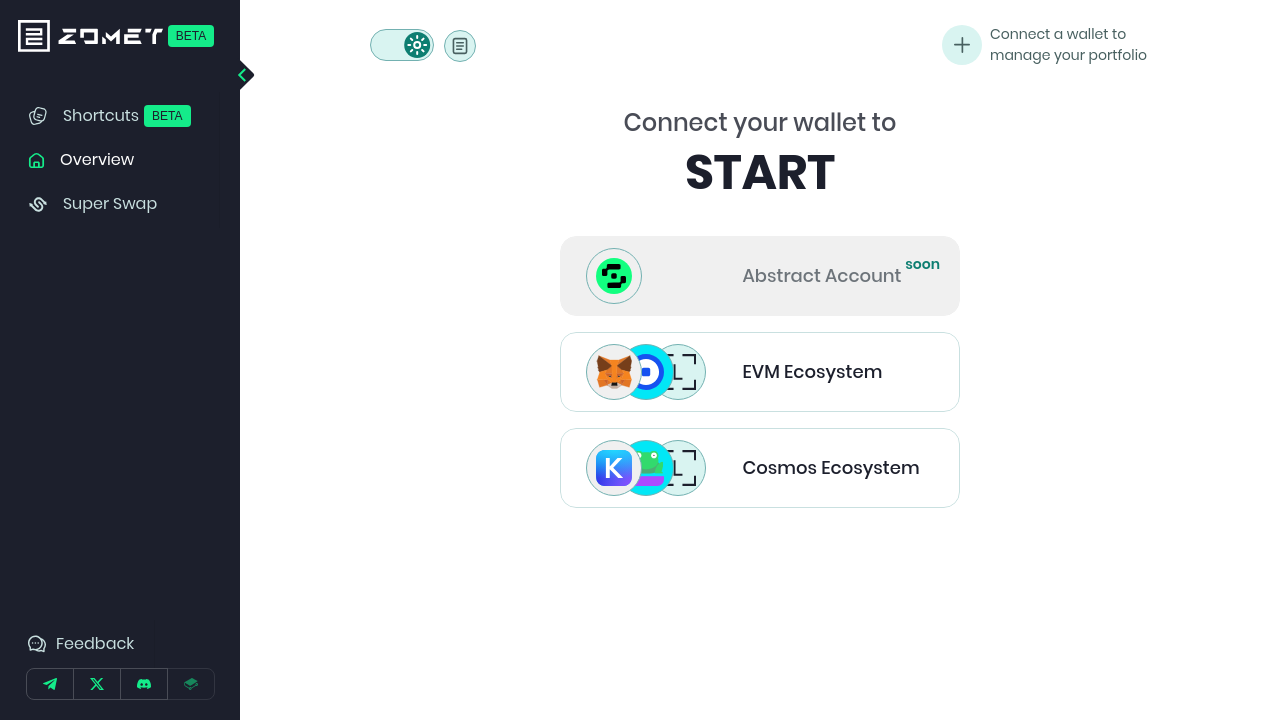 ZOMET BETA
Shortcuts BETA
Overview
Super Swap
Feedback
Connect a wallet to
manage your portfolio
Connect your wallet to
START
Abstract Account soon
EVM Ecosystem
Cosmos Ecosystem